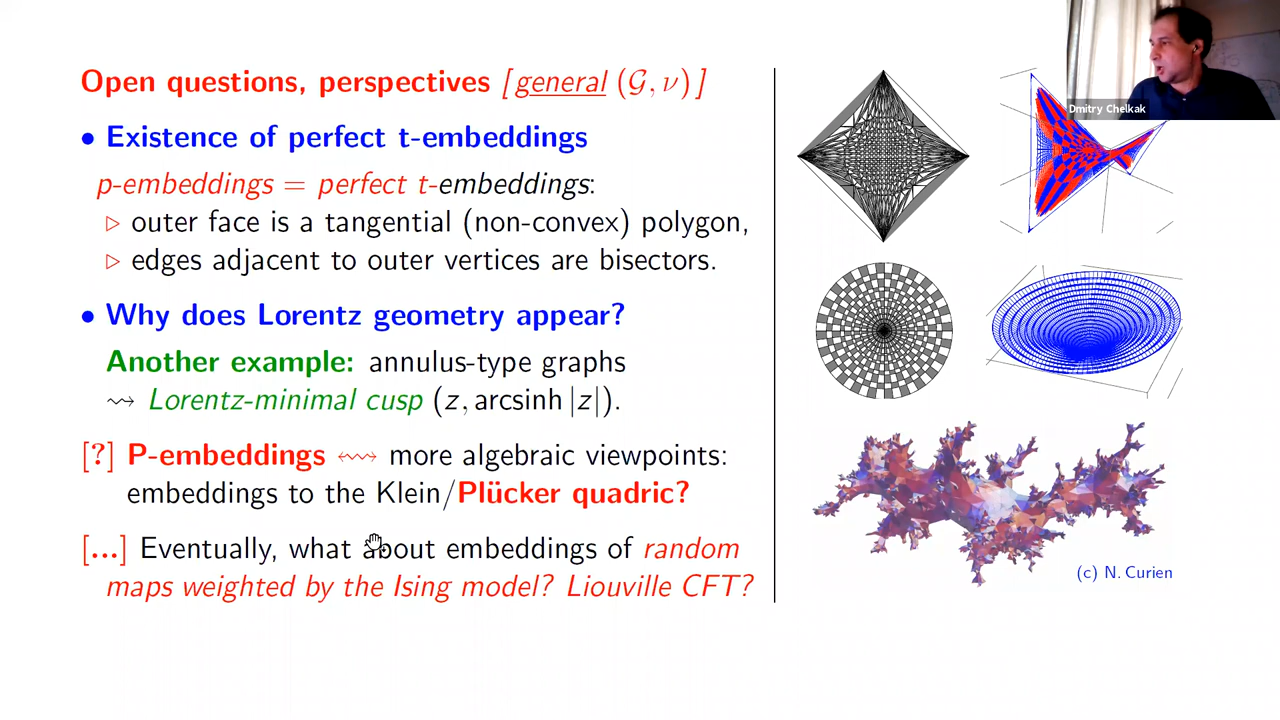 Open questions, perspectives [general (𝒢, ν)]
• Existence of perfect t-embeddings
p-embeddings = perfect t-embeddings:
▷ outer face is a tangential (non-convex) polygon,
▷ edges adjacent to outer vertices are bisectors.
• Why does Lorentz geometry appear?
Another example: annulus-type graphs
⇝ Lorentz-minimal cusp (z, arcsinh |z|).
[?] P-embeddings ↭ more algebraic viewpoints:
embeddings to the Klein/Plücker quadric?
[...] Eventually, what about embeddings of random
maps weighted by the Ising model? Liouville CFT?
(c) N. Curien
Dmitry Chelkak